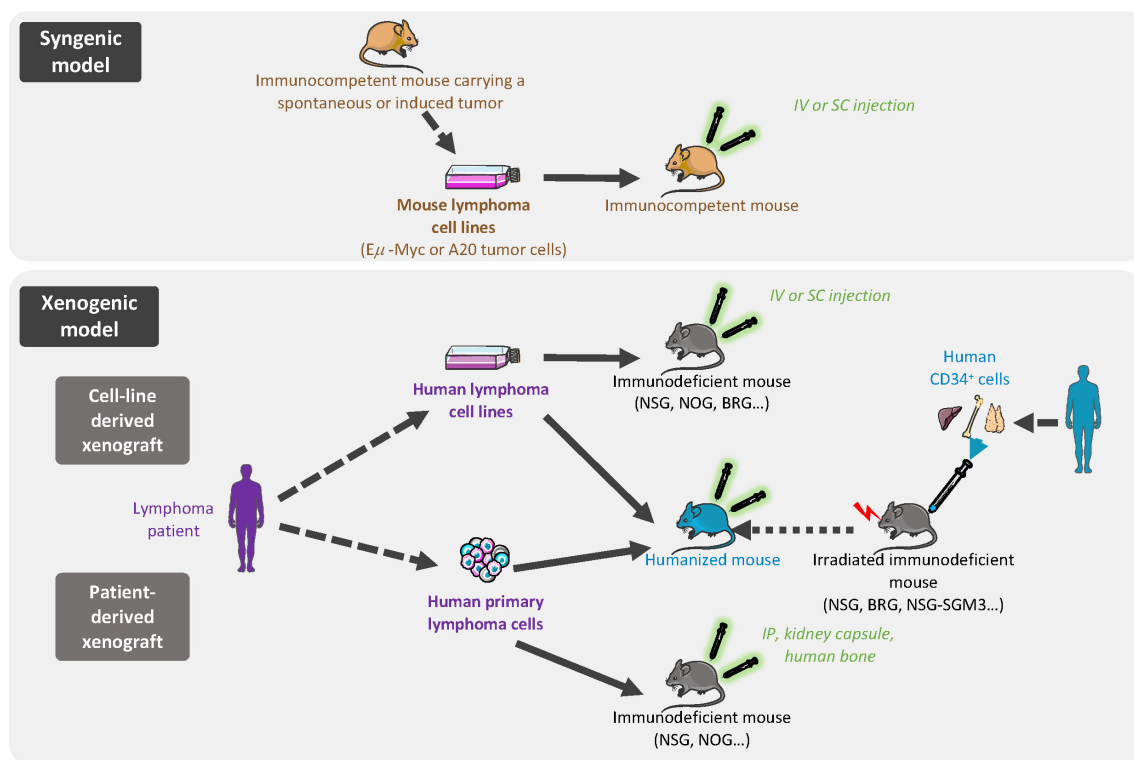 Syngenic
model
Immunocompetent mouse carrying a
spontaneous or induced tumor
IV or SC injection
Mouse lymphoma
cell lines
(E𝜇 -Myc or A20 tumor cells)
Immunocompetent mouse
Xenogenic
model
IV or SC injection
Cell-line
derived
xenograft
Human lymphoma
cell lines
Immunodeficient mouse
(NSG, NOG, BRG…)
Human
CD34⁺ cells
Lymphoma
patient
Humanized mouse
Irradiated immunodeficient
mouse
(NSG, BRG, NSG-SGM3…)
Patient-
derived
xenograft
Human primary
lymphoma cells
IP, kidney capsule,
human bone
Immunodeficient mouse
(NSG, NOG…)